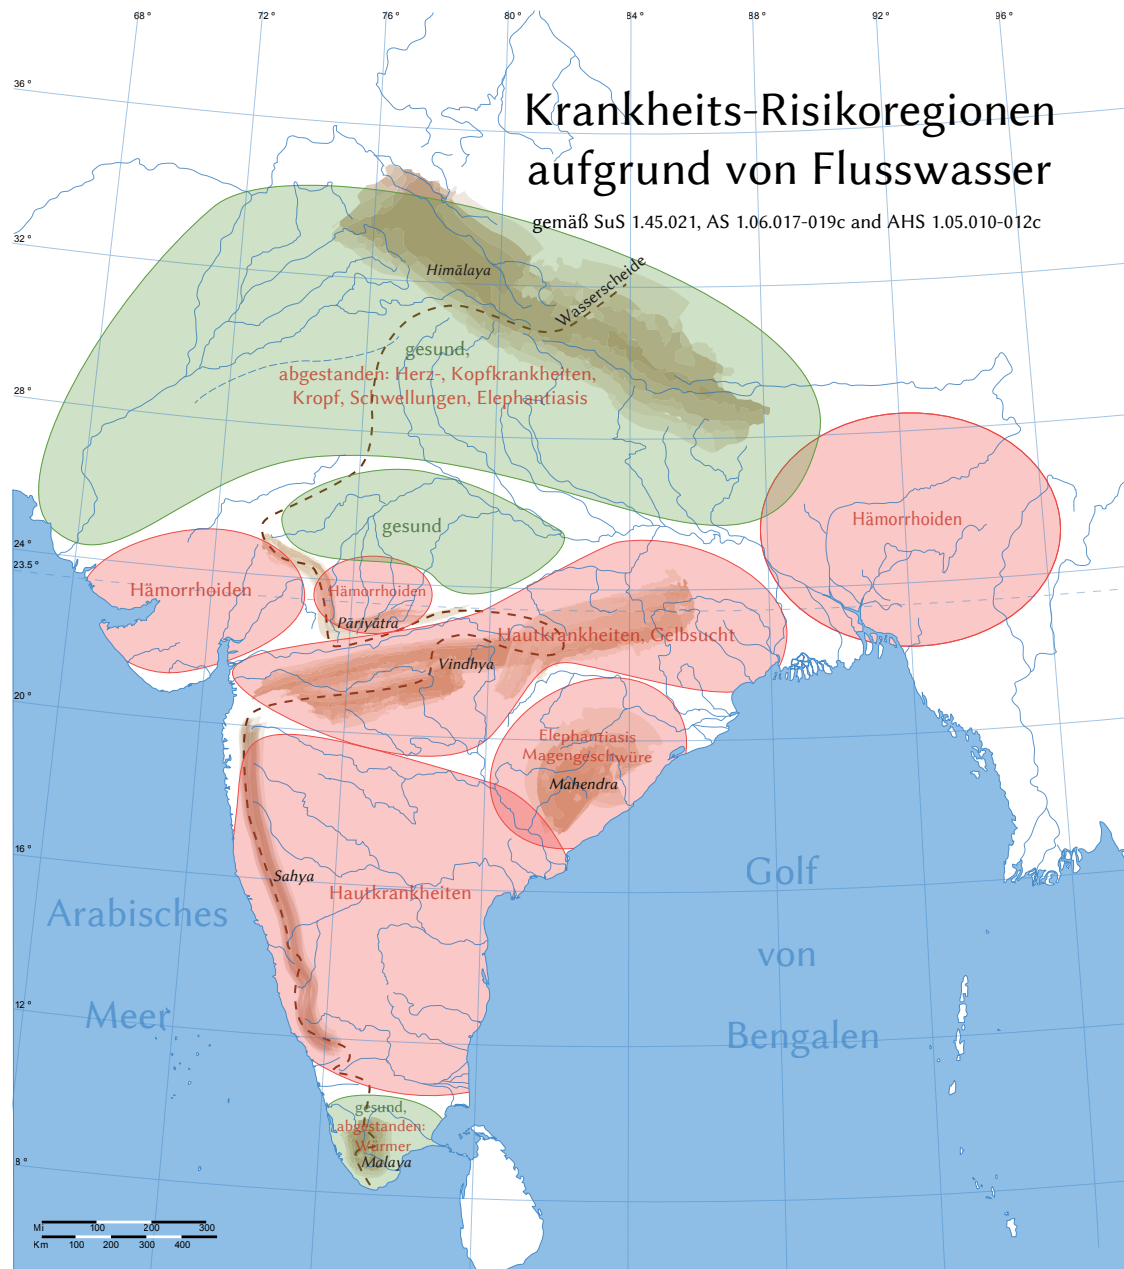 68 °
72 °
76 °
80 °
84 °
88 °
92 °
96 °
36 °
Krankheits-Risikoregionen
aufgrund von Flusswasser
gemäß SuS 1.45.021, AS 1.06.017-019c and AHS 1.05.010-012c
32 °
Himālaya
Wasserscheide
gesund,
abgestanden: Herz-, Kopfkrankheiten,
Kropf, Schwellungen, Elephantiasis
28 °
gesund
Hämorrhoiden
24 °
23.5 °
Hämorrhoiden
Hämorrhoiden
Pāriyātra
Hautkrankheiten, Gelbsucht
Vindhya
20 °
Elephantiasis
Magengeschwüre
Mahendra
16 °
Sahya
Hautkrankheiten
Golf
von
Bengalen
Arabisches
Meer
12 °
gesund,
abgestanden:
Würmer
Malaya
8 °
Mi 100 200 300
Km 100 200 300 400